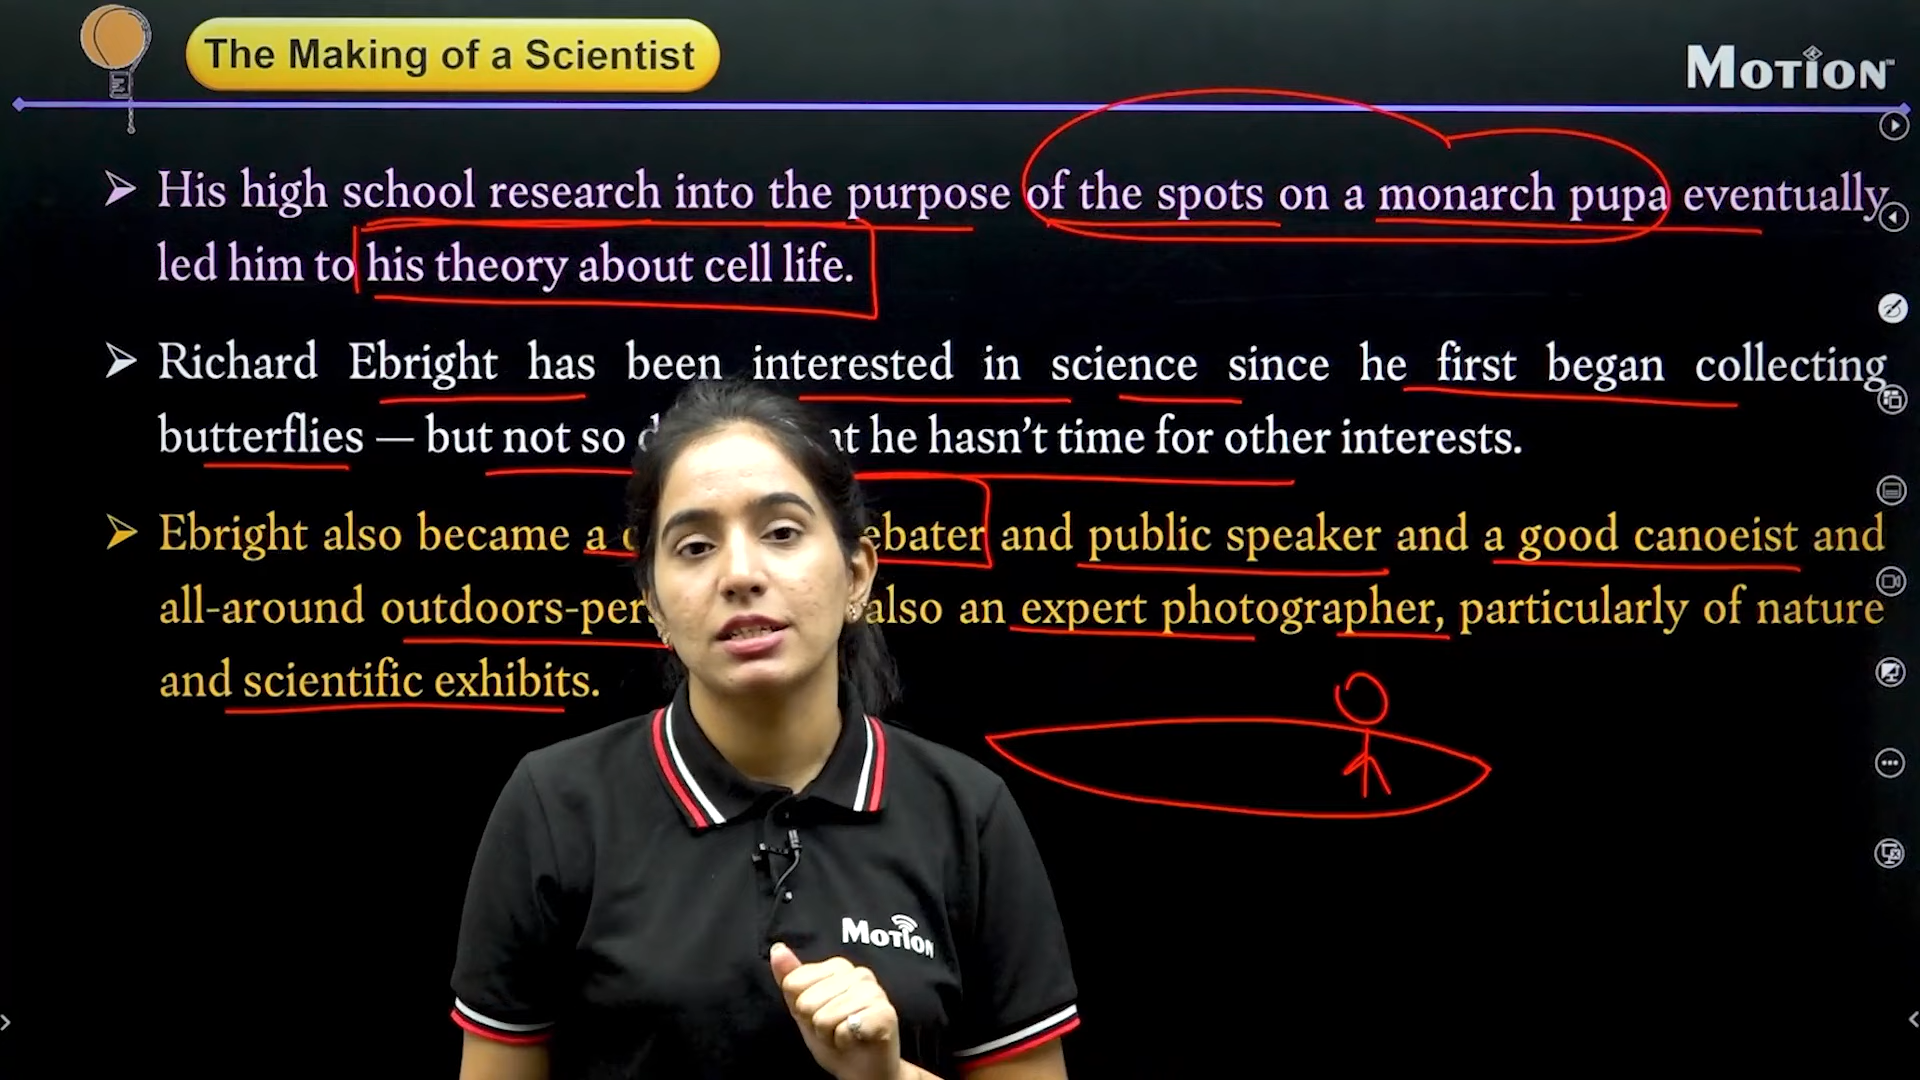 The Making of a Scientist
MOTION™
His high school research into the purpose of the spots on a monarch pupa eventually
led him to his theory about cell life.
Richard Ebright has been interested in science since he first began collecting
butterflies — but not so he hasn't time for other interests.
Ebright also became a and public speaker and a good canoeist and
all-around also an expert photographer, particularly of nature
and scientific exhibits.
MOTION